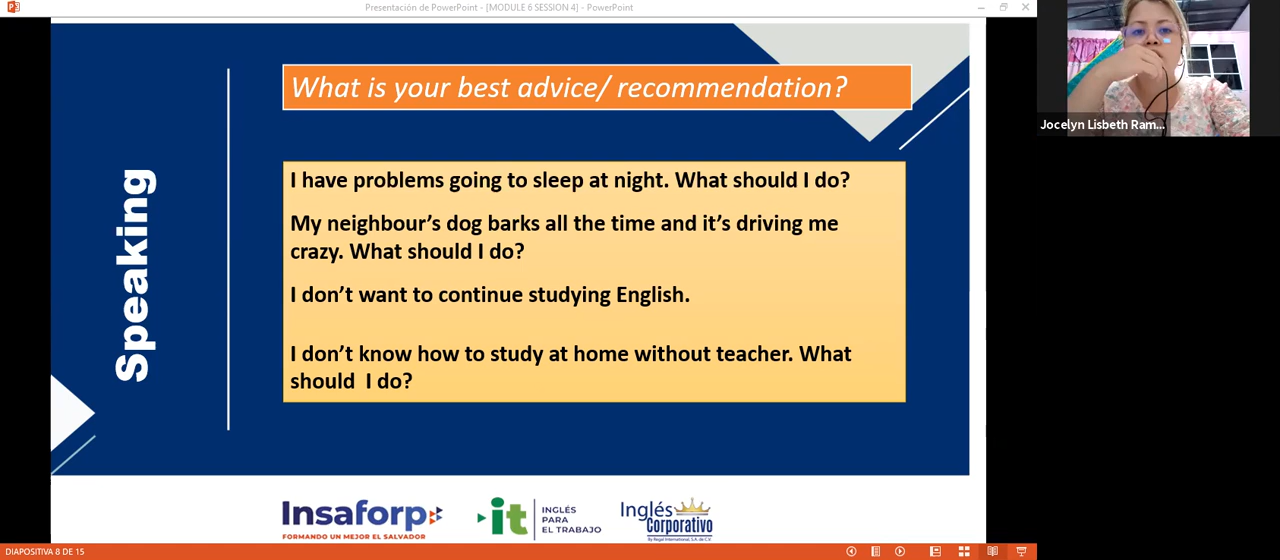 Presentación de PowerPoint - [MODULE 6 SESSION 4] - PowerPoint
What is your best advice/ recommendation?
Jocelyn Lisbeth Ram...
Speaking
I have problems going to sleep at night. What should I do?
My neighbour's dog barks all the time and it's driving me
crazy. What should I do?
I don't want to continue studying English.
I don't know how to study at home without teacher. What
should I do?
Insaforp
FORMANDO UN MEJOR EL SALVADOR
it
INGLÉS
PARA
EL TRABAJO
Inglés
Corporativo
By Regal International, S.A. de C.V.
DIAPOSITIVA 8 DE 15